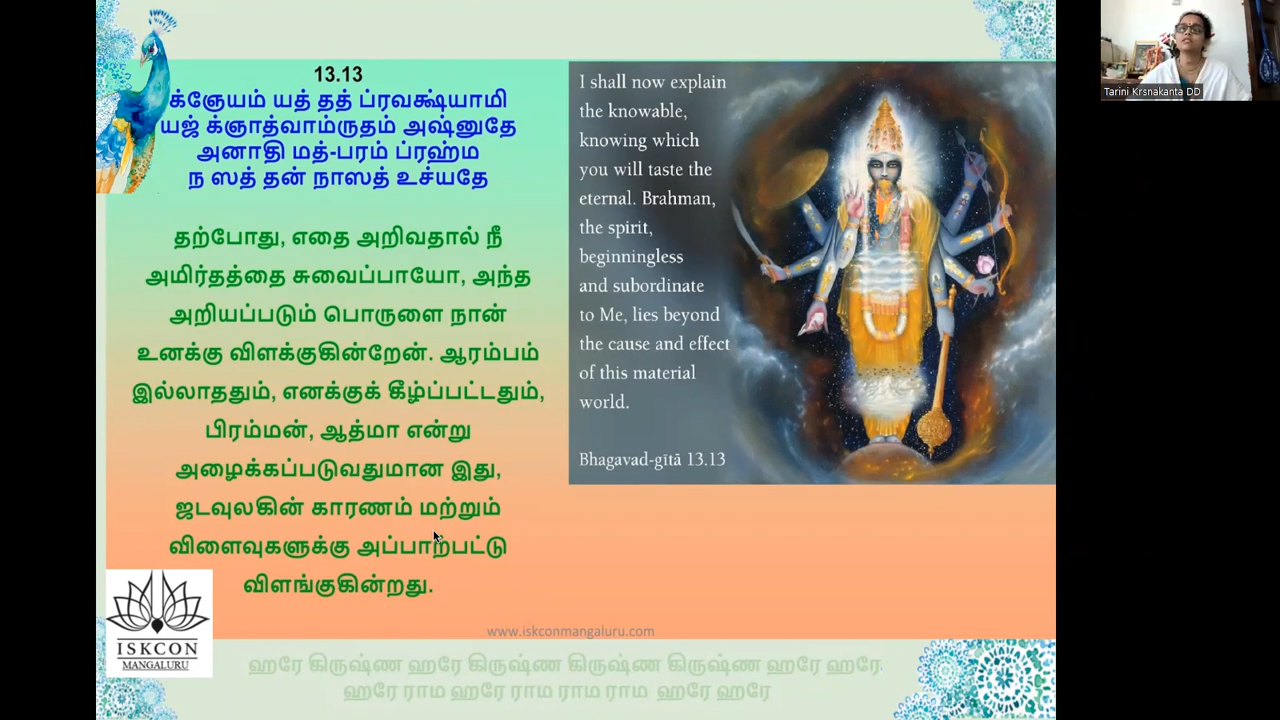 13.13
க்ஞேயம் யத் தத் ப்ரவக்ஷ்யாமி
யஜ் க்ஞாத்வாம்ருதம் அஷ்னுதே
அனாதி மத்-பரம் ப்ரஹ்ம
ந ஸத் தன் நாஸத் உச்யதே
தற்போது, எதை அறிவதால் நீ
அமிர்தத்தை சுவைப்பாயோ, அந்த
அறியப்படும் பொருளை நான்
உனக்கு விளக்குகின்றேன். ஆரம்பம்
இல்லாததும், எனக்குக் கீழ்ப்பட்டதும்,
பிரம்மன், ஆத்மா என்று
அழைக்கப்படுவதுமான இது,
ஜடவுலகின் காரணம் மற்றும்
விளைவுகளுக்கு அப்பாற்பட்டு
விளங்குகின்றது.
I shall now explain
the knowable,
knowing which
you will taste the
eternal. Brahman,
the spirit,
beginningless
and subordinate
to Me, lies beyond
the cause and effect
of this material
world.
Bhagavad-gītā 13.13
Tarini Krsnakanta DD
ISKCON
MANGALURU
www.iskconmangaluru.com
ஹரே கிருஷ்ண ஹரே கிருஷ்ண கிருஷ்ண கிருஷ்ண ஹரே ஹரே.
ஹரே ராம ஹரே ராம ராம ராம ஹரே ஹரே